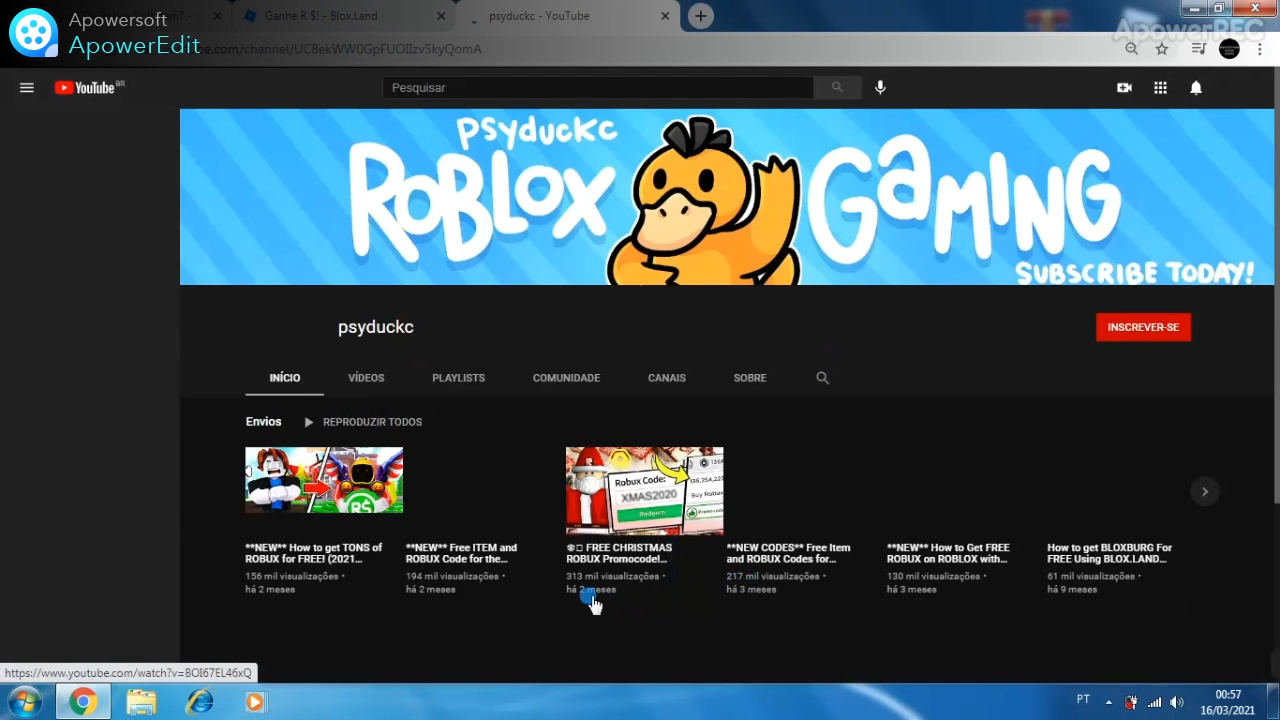 Apowersoft
ApowerEdit
Ganhe R $! - Blox.Land
psyduckc - YouTube
ApowerREC
be.com/channel/UC8ekWW0GpFUOIIzv5kyQomA
YouTube BR
Pesquisar
psyduckc
ROBLOX GAMING
SUBSCRIBE TODAY!
psyduckc
INSCREVER-SE
INÍCIO VÍDEOS PLAYLISTS COMUNIDADE CANAIS SOBRE
Envios REPRODUZIR TODOS
Robux Code:
XMAS2020
Redeem
Buy Robux
R$
**NEW** How to get TONS of
ROBUX for FREE! (2021...
156 mil visualizações •
há 2 meses
**NEW** Free ITEM and
ROBUX Code for the...
194 mil visualizações •
há 2 meses
❄□ FREE CHRISTMAS
ROBUX Promocode!...
313 mil visualizações •
há 2 meses
**NEW CODES** Free Item
and ROBUX Codes for...
217 mil visualizações •
há 3 meses
**NEW** How to Get FREE
ROBUX on ROBLOX with...
130 mil visualizações •
há 3 meses
How to get BLOXBURG For
FREE Using BLOX.LAND...
61 mil visualizações •
há 9 meses
https://www.youtube.com/watch?v=BOI67EL46xQ
PT
00:57
16/03/2021